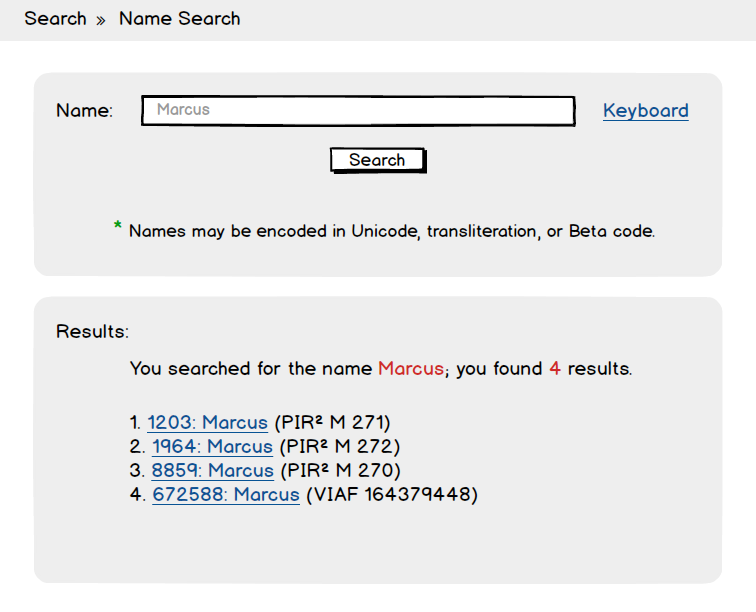 Search » Name Search
Name: Marcus Keyboard
Search
* Names may be encoded in Unicode, transliteration, or Beta code.
Results:
You searched for the name Marcus; you found 4 results.
1. 1203: Marcus (PIR² M 271)
2. 1964: Marcus (PIR² M 272)
3. 8859: Marcus (PIR² M 270)
4. 672588: Marcus (VIAF 164379448)